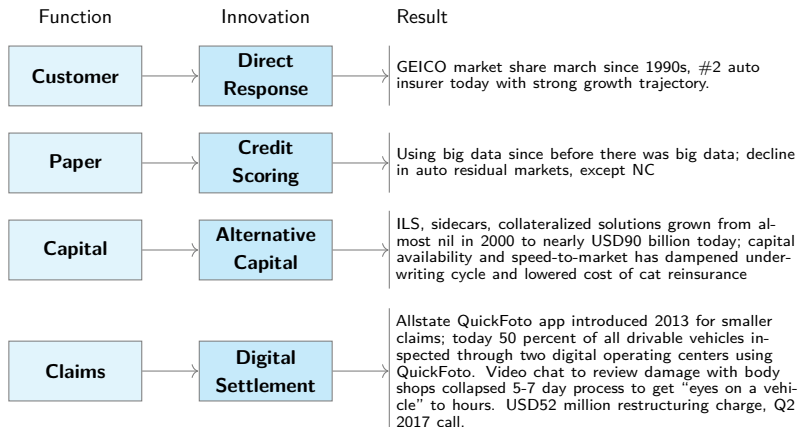 Function Innovation Result
Customer
Direct
Response
GEICO market share march since 1990s, #2 auto
insurer today with strong growth trajectory.
Paper
Credit
Scoring
Using big data since before there was big data; decline
in auto residual markets, except NC
Capital
Alternative
Capital
ILS, sidecars, collateralized solutions grown from al-
most nil in 2000 to nearly USD90 billion today; capital
availability and speed-to-market has dampened under-
writing cycle and lowered cost of cat reinsurance
Claims
Digital
Settlement
Allstate QuickFoto app introduced 2013 for smaller
claims; today 50 percent of all drivable vehicles in-
spected through two digital operating centers using
QuickFoto. Video chat to review damage with body
shops collapsed 5-7 day process to get “eyes on a vehi-
cle” to hours. USD52 million restructuring charge, Q2
2017 call.